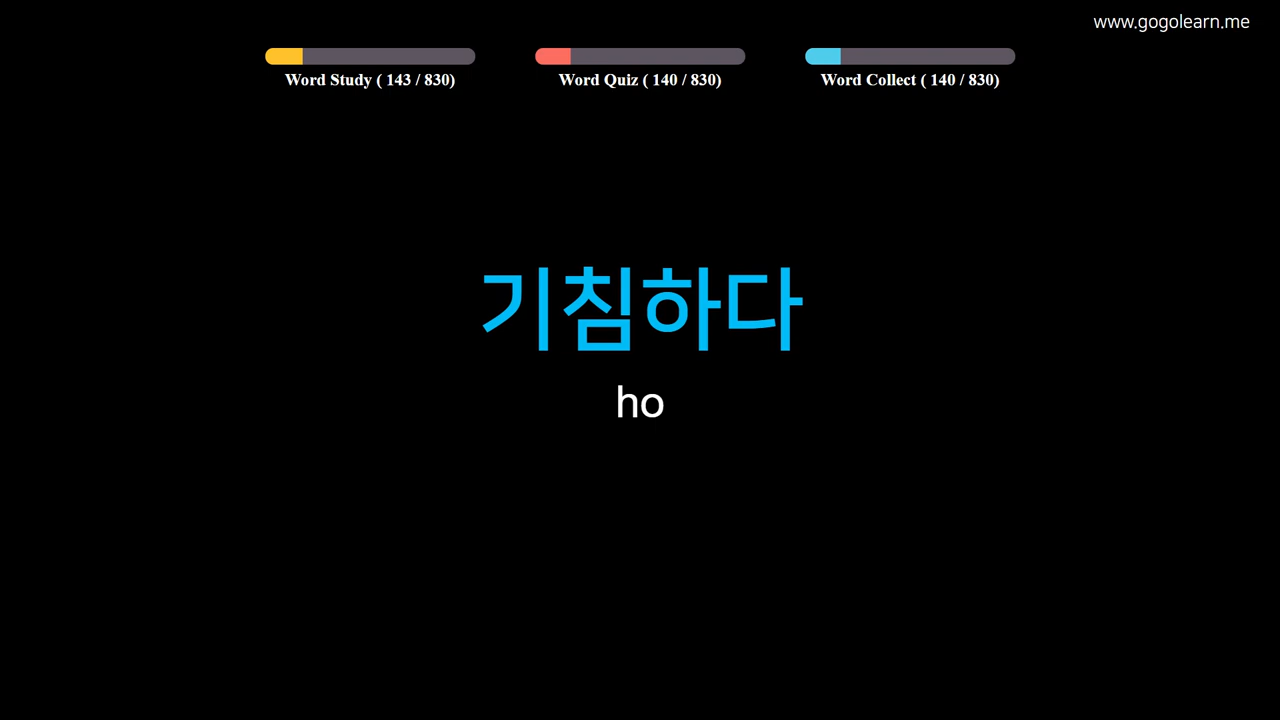 www.gogolearn.me
Word Study ( 143 / 830)
Word Quiz ( 140 / 830)
Word Collect ( 140 / 830)
기침하다
ho